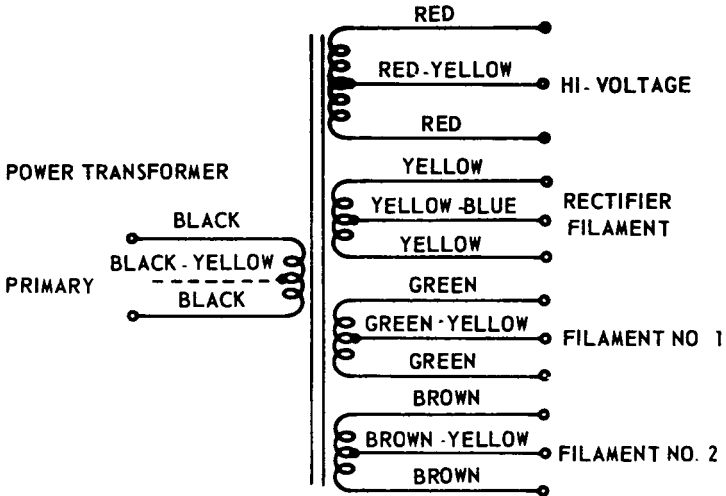 RED
RED-YELLOW
HI-VOLTAGE
RED
POWER TRANSFORMER
YELLOW
YELLOW-BLUE
RECTIFIER
FILAMENT
YELLOW
BLACK
BLACK-YELLOW
PRIMARY
BLACK
GREEN
GREEN-YELLOW
FILAMENT NO 1
GREEN
BROWN
BROWN-YELLOW
FILAMENT NO. 2
BROWN